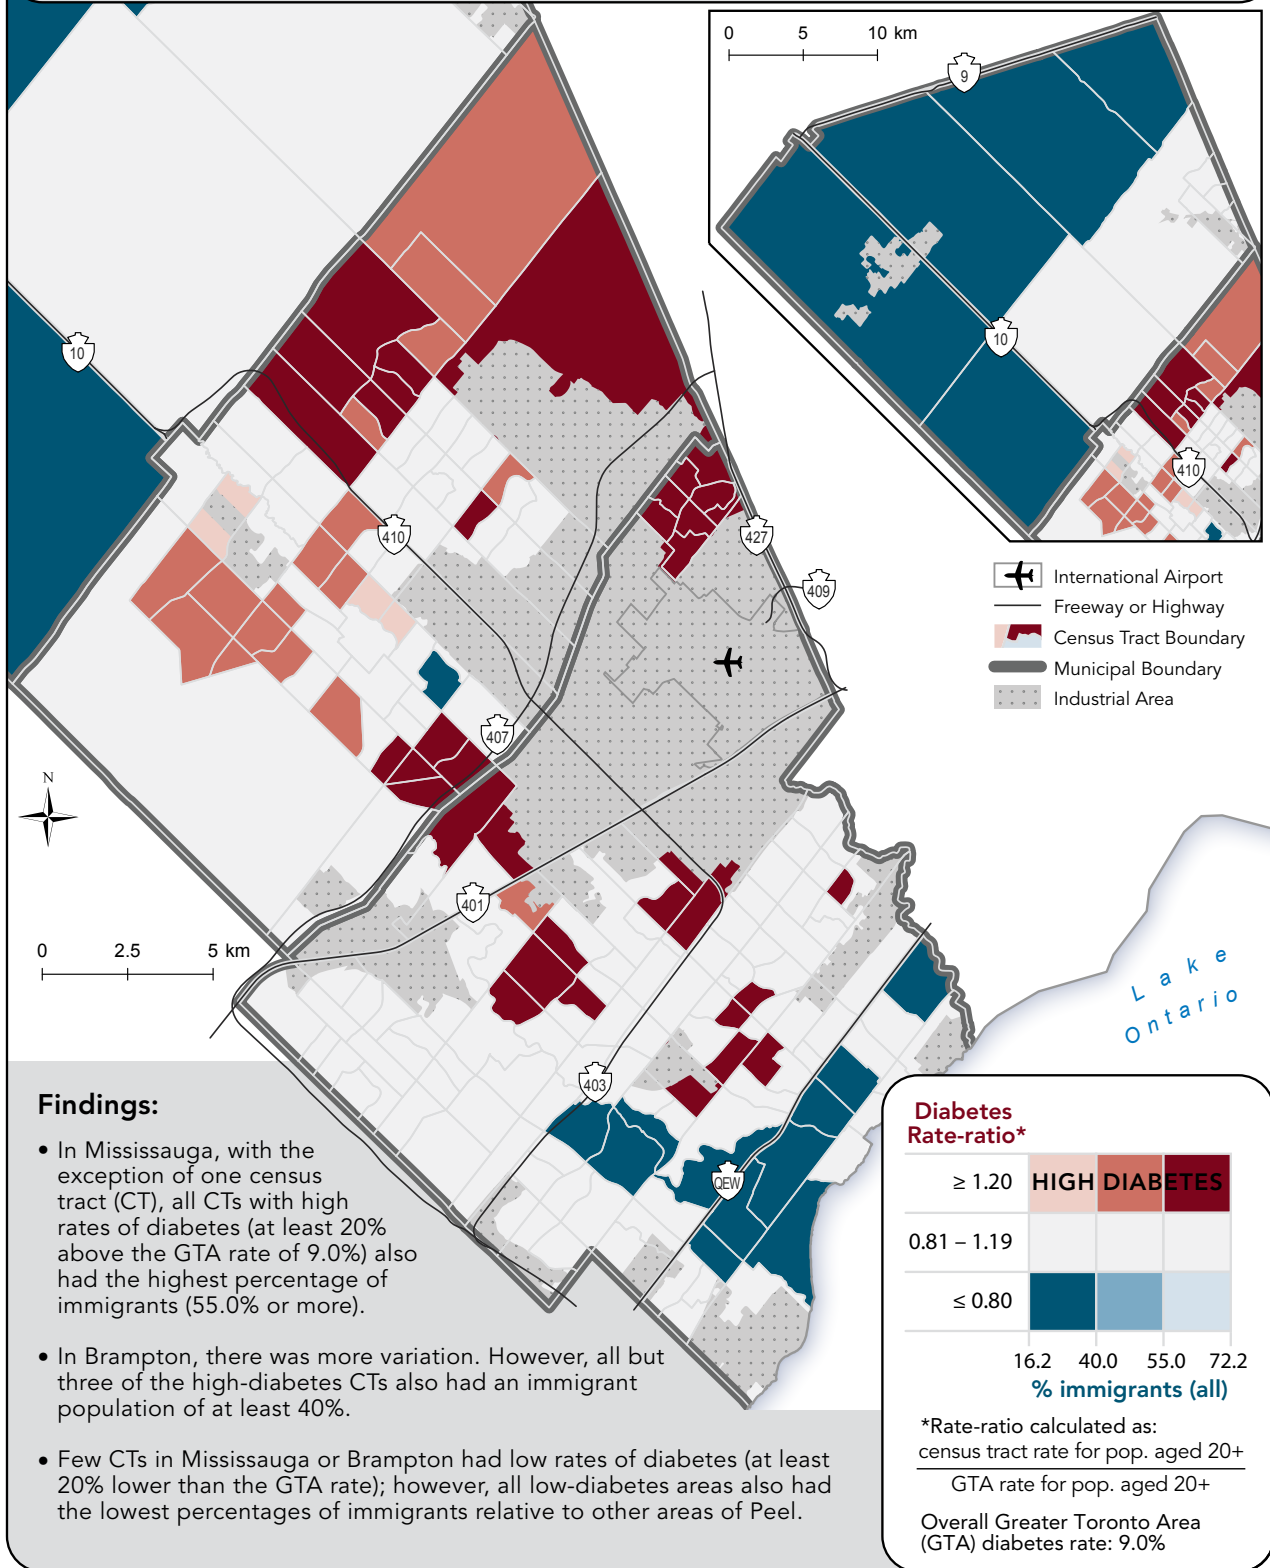 0 5 10 km
9
10
410
10
410
427
409
407
401
403
QEW
N
0 2.5 5 km
International Airport
Freeway or Highway
Census Tract Boundary
Municipal Boundary
Industrial Area
Lake
Ontario
Findings:
• In Mississauga, with the
exception of one census
tract (CT), all CTs with high
rates of diabetes (at least 20%
above the GTA rate of 9.0%) also
had the highest percentage of
immigrants (55.0% or more).
• In Brampton, there was more variation. However, all but
three of the high-diabetes CTs also had an immigrant
population of at least 40%.
• Few CTs in Mississauga or Brampton had low rates of diabetes (at least
20% lower than the GTA rate); however, all low-diabetes areas also had
the lowest percentages of immigrants relative to other areas of Peel.
Diabetes
Rate-ratio*
≥ 1.20 HIGH DIABETES
0.81 – 1.19
≤ 0.80
16.2 40.0 55.0 72.2
% immigrants (all)
*Rate-ratio calculated as:
census tract rate for pop. aged 20+
GTA rate for pop. aged 20+
Overall Greater Toronto Area
(GTA) diabetes rate: 9.0%